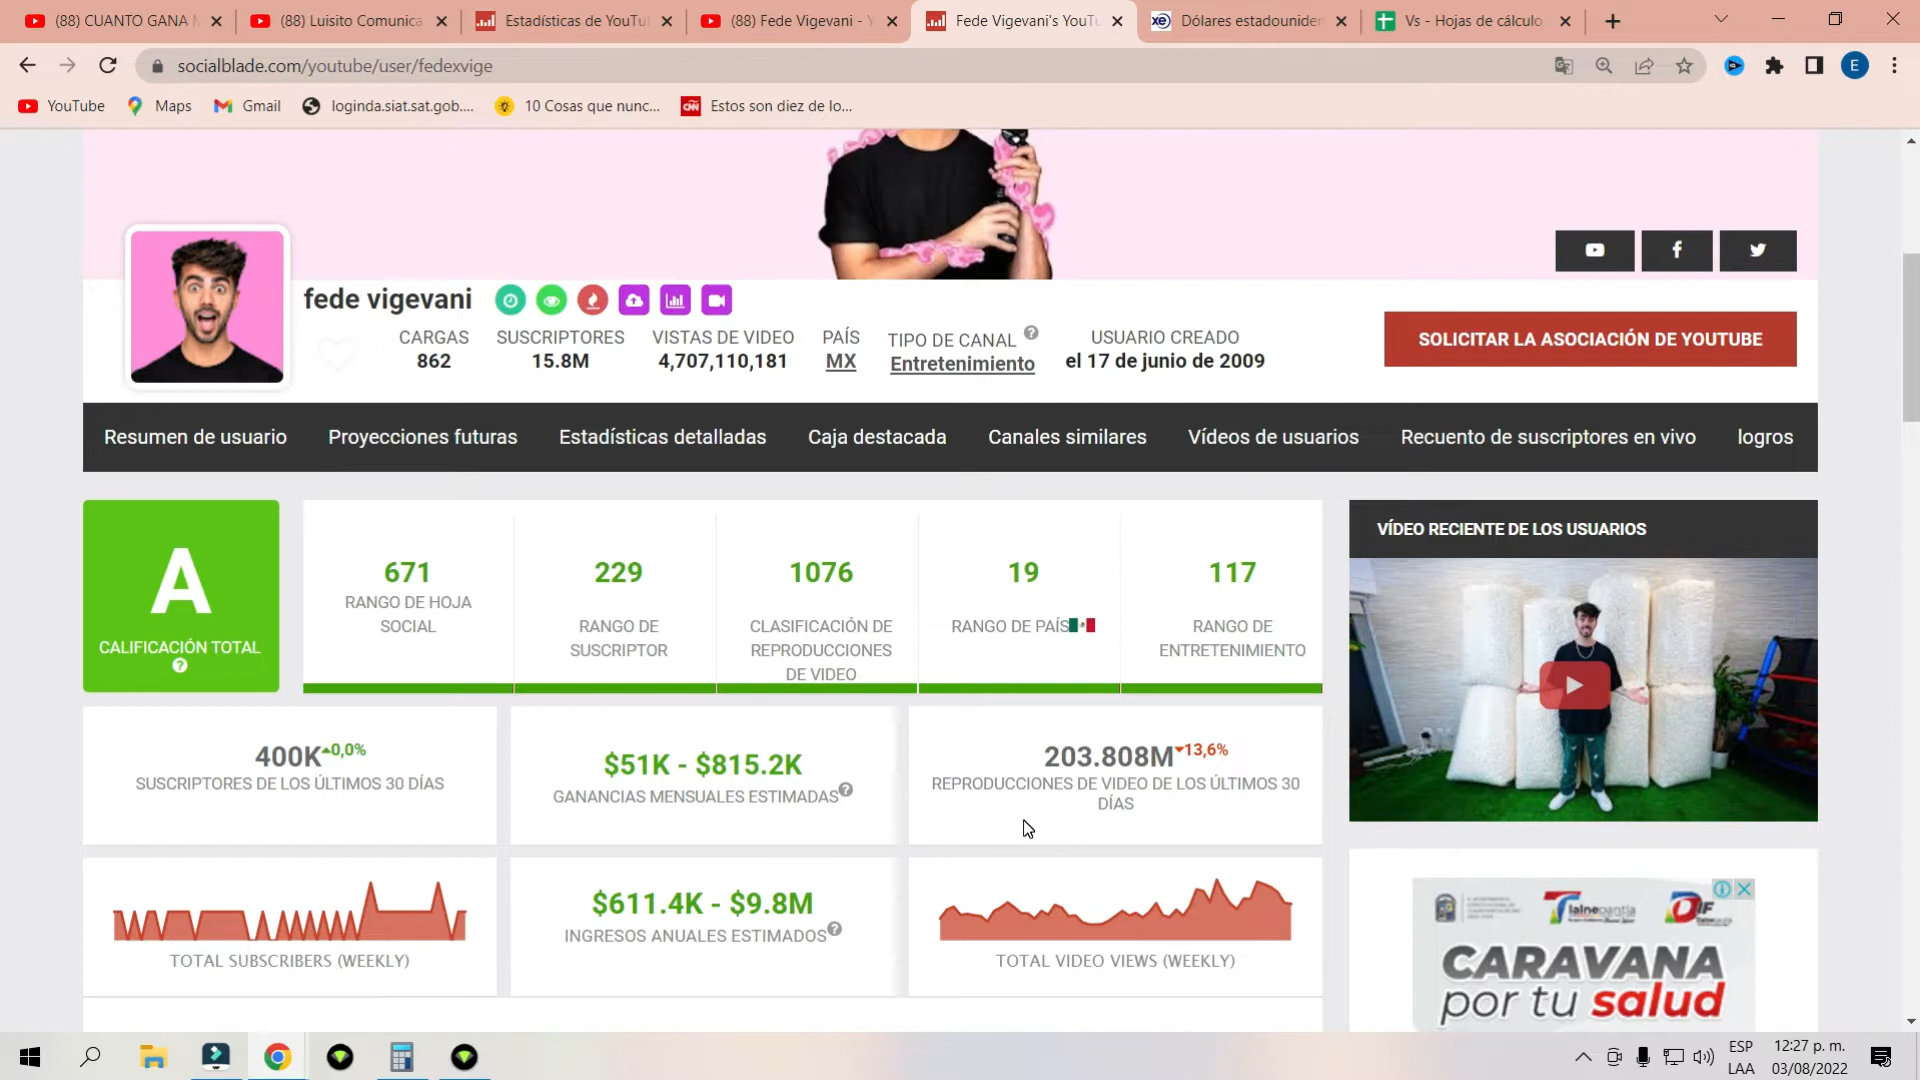 (88) CUANTO GANA M
(88) Luisito Comunica
Estadísticas de YouTu
(88) Fede Vigevani - Y
Fede Vigevani's YouTu
Dólares estadouniden
Vs - Hojas de cálculo
socialblade.com/youtube/user/fedexvige
E
YouTube
Maps
Gmail
loginda.siat.sat.gob....
10 Cosas que nunc...
Estos son diez de lo...
fede vigevani
CARGAS
862
SUSCRIPTORES
15.8M
VISTAS DE VIDEO
4,707,110,181
PAÍS
MX
TIPO DE CANAL
Entretenimiento
USUARIO CREADO
el 17 de junio de 2009
SOLICITAR LA ASOCIACIÓN DE YOUTUBE
Resumen de usuario
Proyecciones futuras
Estadísticas detalladas
Caja destacada
Canales similares
Vídeos de usuarios
Recuento de suscriptores en vivo
logros
A
CALIFICACIÓN TOTAL
671
RANGO DE HOJA
SOCIAL
229
RANGO DE
SUSCRIPTOR
1076
CLASIFICACIÓN DE
REPRODUCCIONES
DE VIDEO
19
RANGO DE PAÍS
117
RANGO DE
ENTRETENIMIENTO
VÍDEO RECIENTE DE LOS USUARIOS
400K 0,0%
SUSCRIPTORES DE LOS ÚLTIMOS 30 DÍAS
$51K - $815.2K
GANANCIAS MENSUALES ESTIMADAS
203.808M 13,6%
REPRODUCCIONES DE VIDEO DE LOS ÚLTIMOS 30
DÍAS
TOTAL SUBSCRIBERS (WEEKLY)
$611.4K - $9.8M
INGRESOS ANUALES ESTIMADOS
TOTAL VIDEO VIEWS (WEEKLY)
Tlalnepantla
DIF
CARAVANA
por tu salud
ESP
LAA
12:27 p. m.
03/08/2022